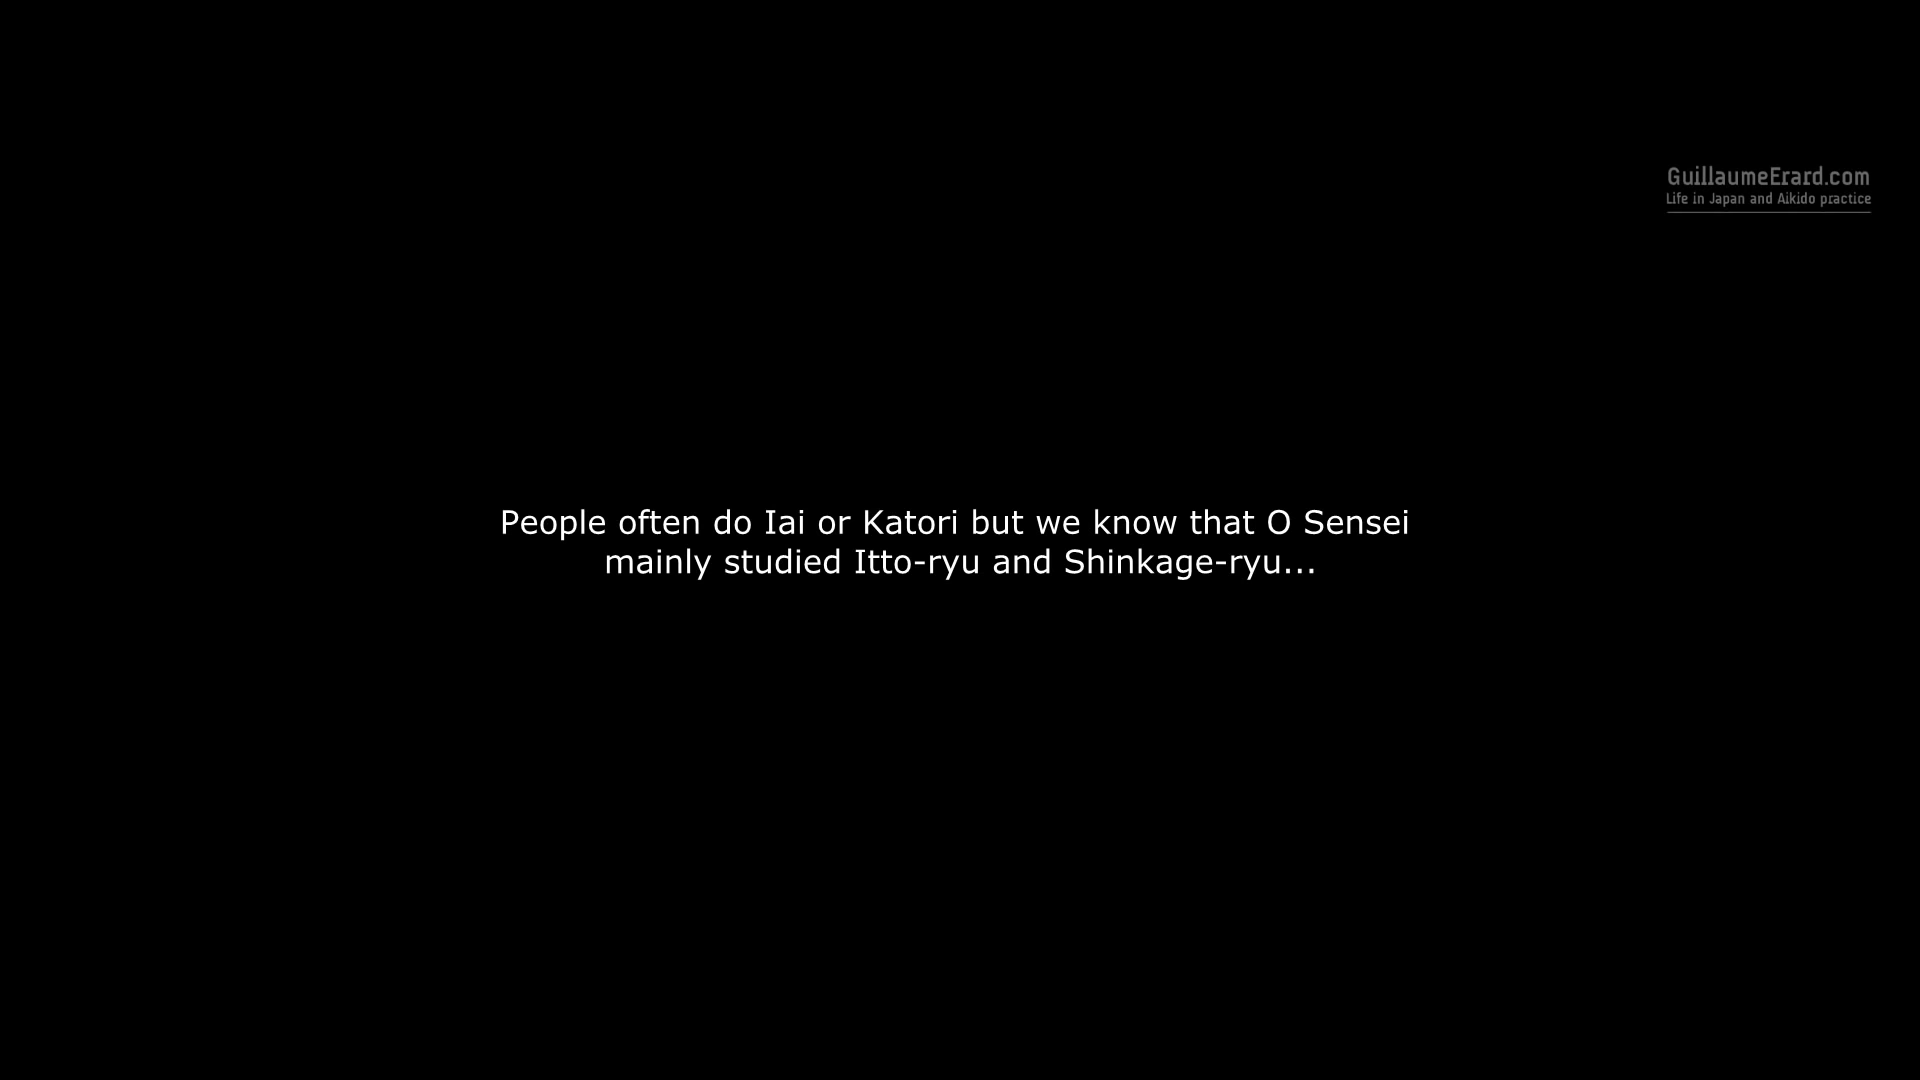 GuillaumeErard.com
Life in Japan and Aikido practice
People often do Iai or Katori but we know that O Sensei
mainly studied Itto-ryu and Shinkage-ryu...